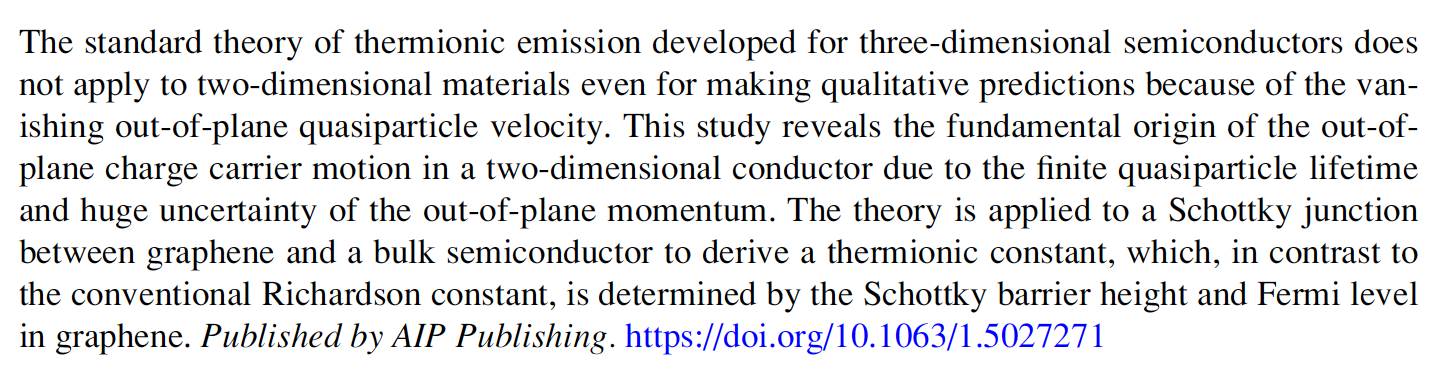 The standard theory of thermionic emission developed for three-dimensional semiconductors does
not apply to two-dimensional materials even for making qualitative predictions because of the van-
ishing out-of-plane quasiparticle velocity. This study reveals the fundamental origin of the out-of-
plane charge carrier motion in a two-dimensional conductor due to the finite quasiparticle lifetime
and huge uncertainty of the out-of-plane momentum. The theory is applied to a Schottky junction
between graphene and a bulk semiconductor to derive a thermionic constant, which, in contrast to
the conventional Richardson constant, is determined by the Schottky barrier height and Fermi level
in graphene. Published by AIP Publishing. https://doi.org/10.1063/1.5027271